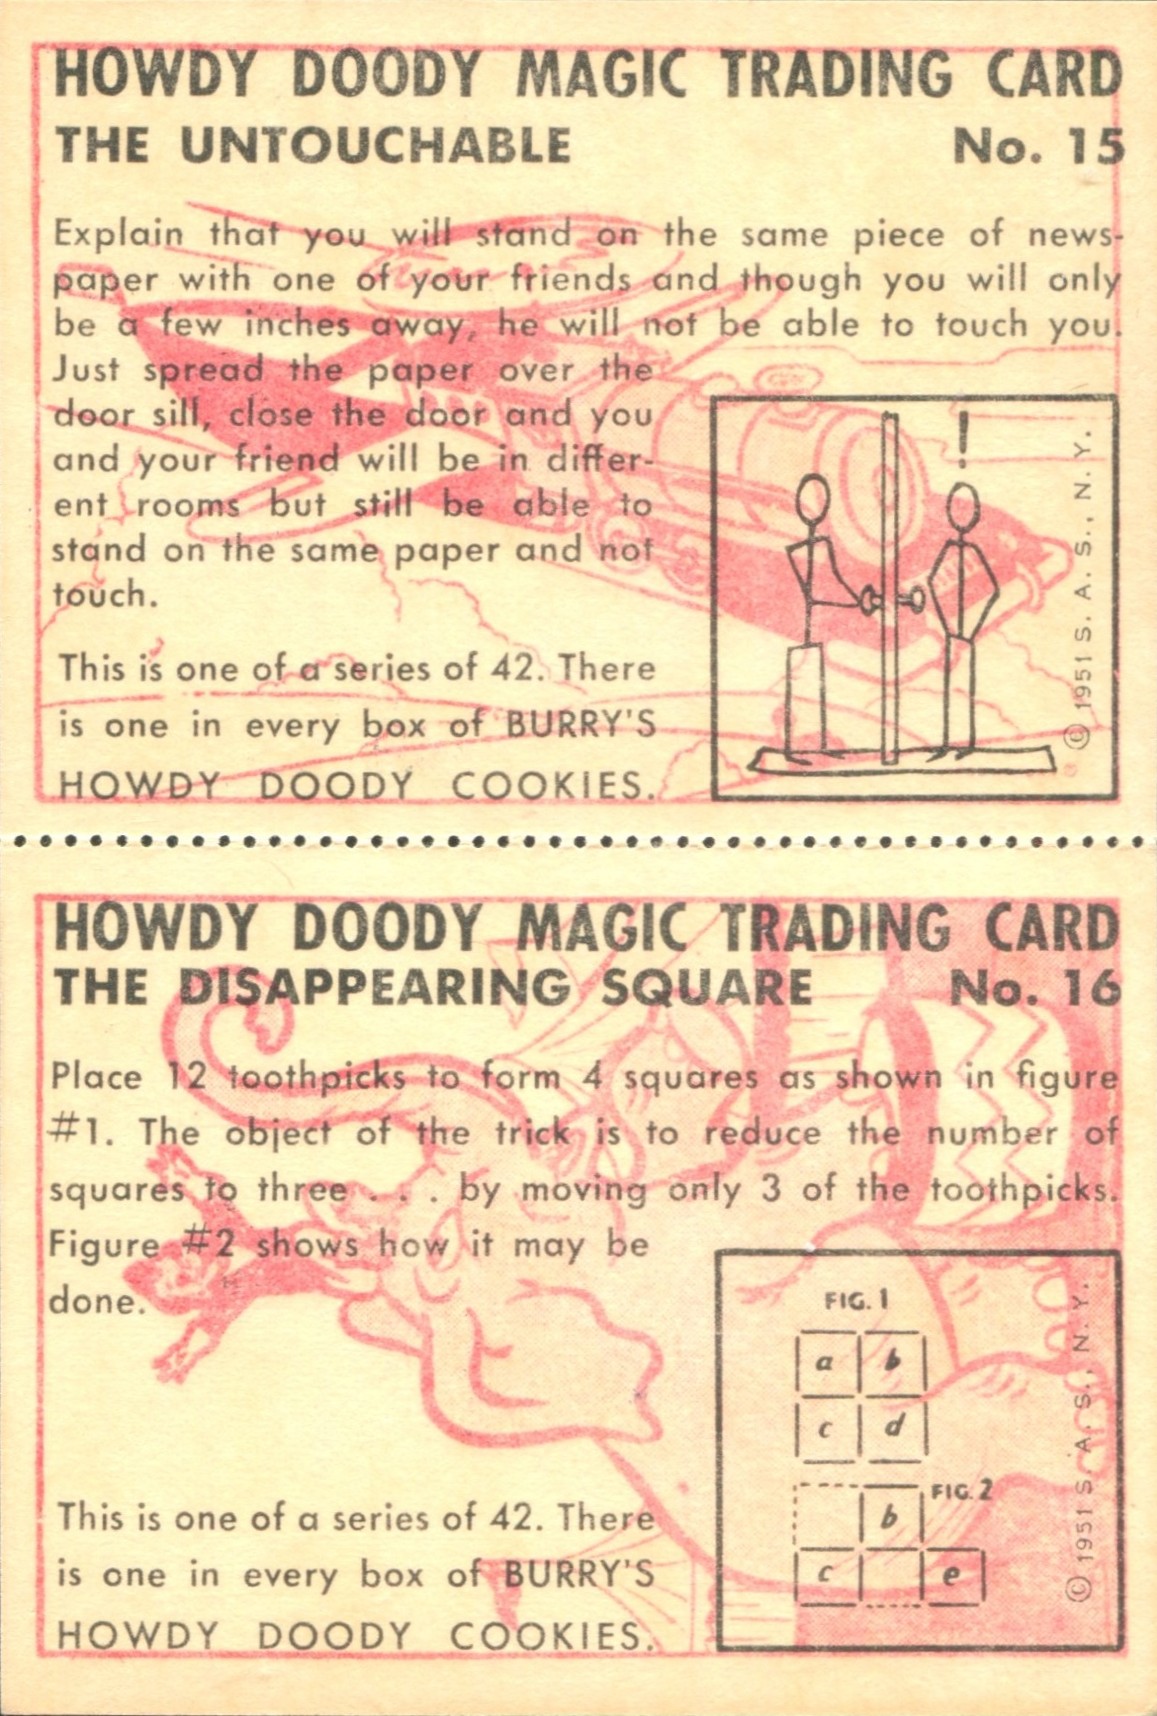 HOWDY DOODY MAGIC TRADING CARD
THE UNTOUCHABLE No. 15
Explain that you will stand on the same piece of news-
paper with one of your friends and though you will only
be a few inches away, he will not be able to touch you.
Just spread the paper over the
door sill, close the door and you
and your friend will be in differ-
ent rooms but still be able to
stand on the same paper and not
touch.
!
© 1951 S. A. S., N. Y.
This is one of a series of 42. There
is one in every box of BURRY'S
HOWDY DOODY COOKIES.
HOWDY DOODY MAGIC TRADING CARD
THE DISAPPEARING SQUARE No. 16
Place 12 toothpicks to form 4 squares as shown in figure
#1. The object of the trick is to reduce the number of
squares to three . . . by moving only 3 of the toothpicks.
Figure #2 shows how it may be
done.
FIG. 1
a b
c d
FIG. 2
b
c e
© 1951 S. A. S., N. Y.
This is one of a series of 42. There
is one in every box of BURRY'S
HOWDY DOODY COOKIES.